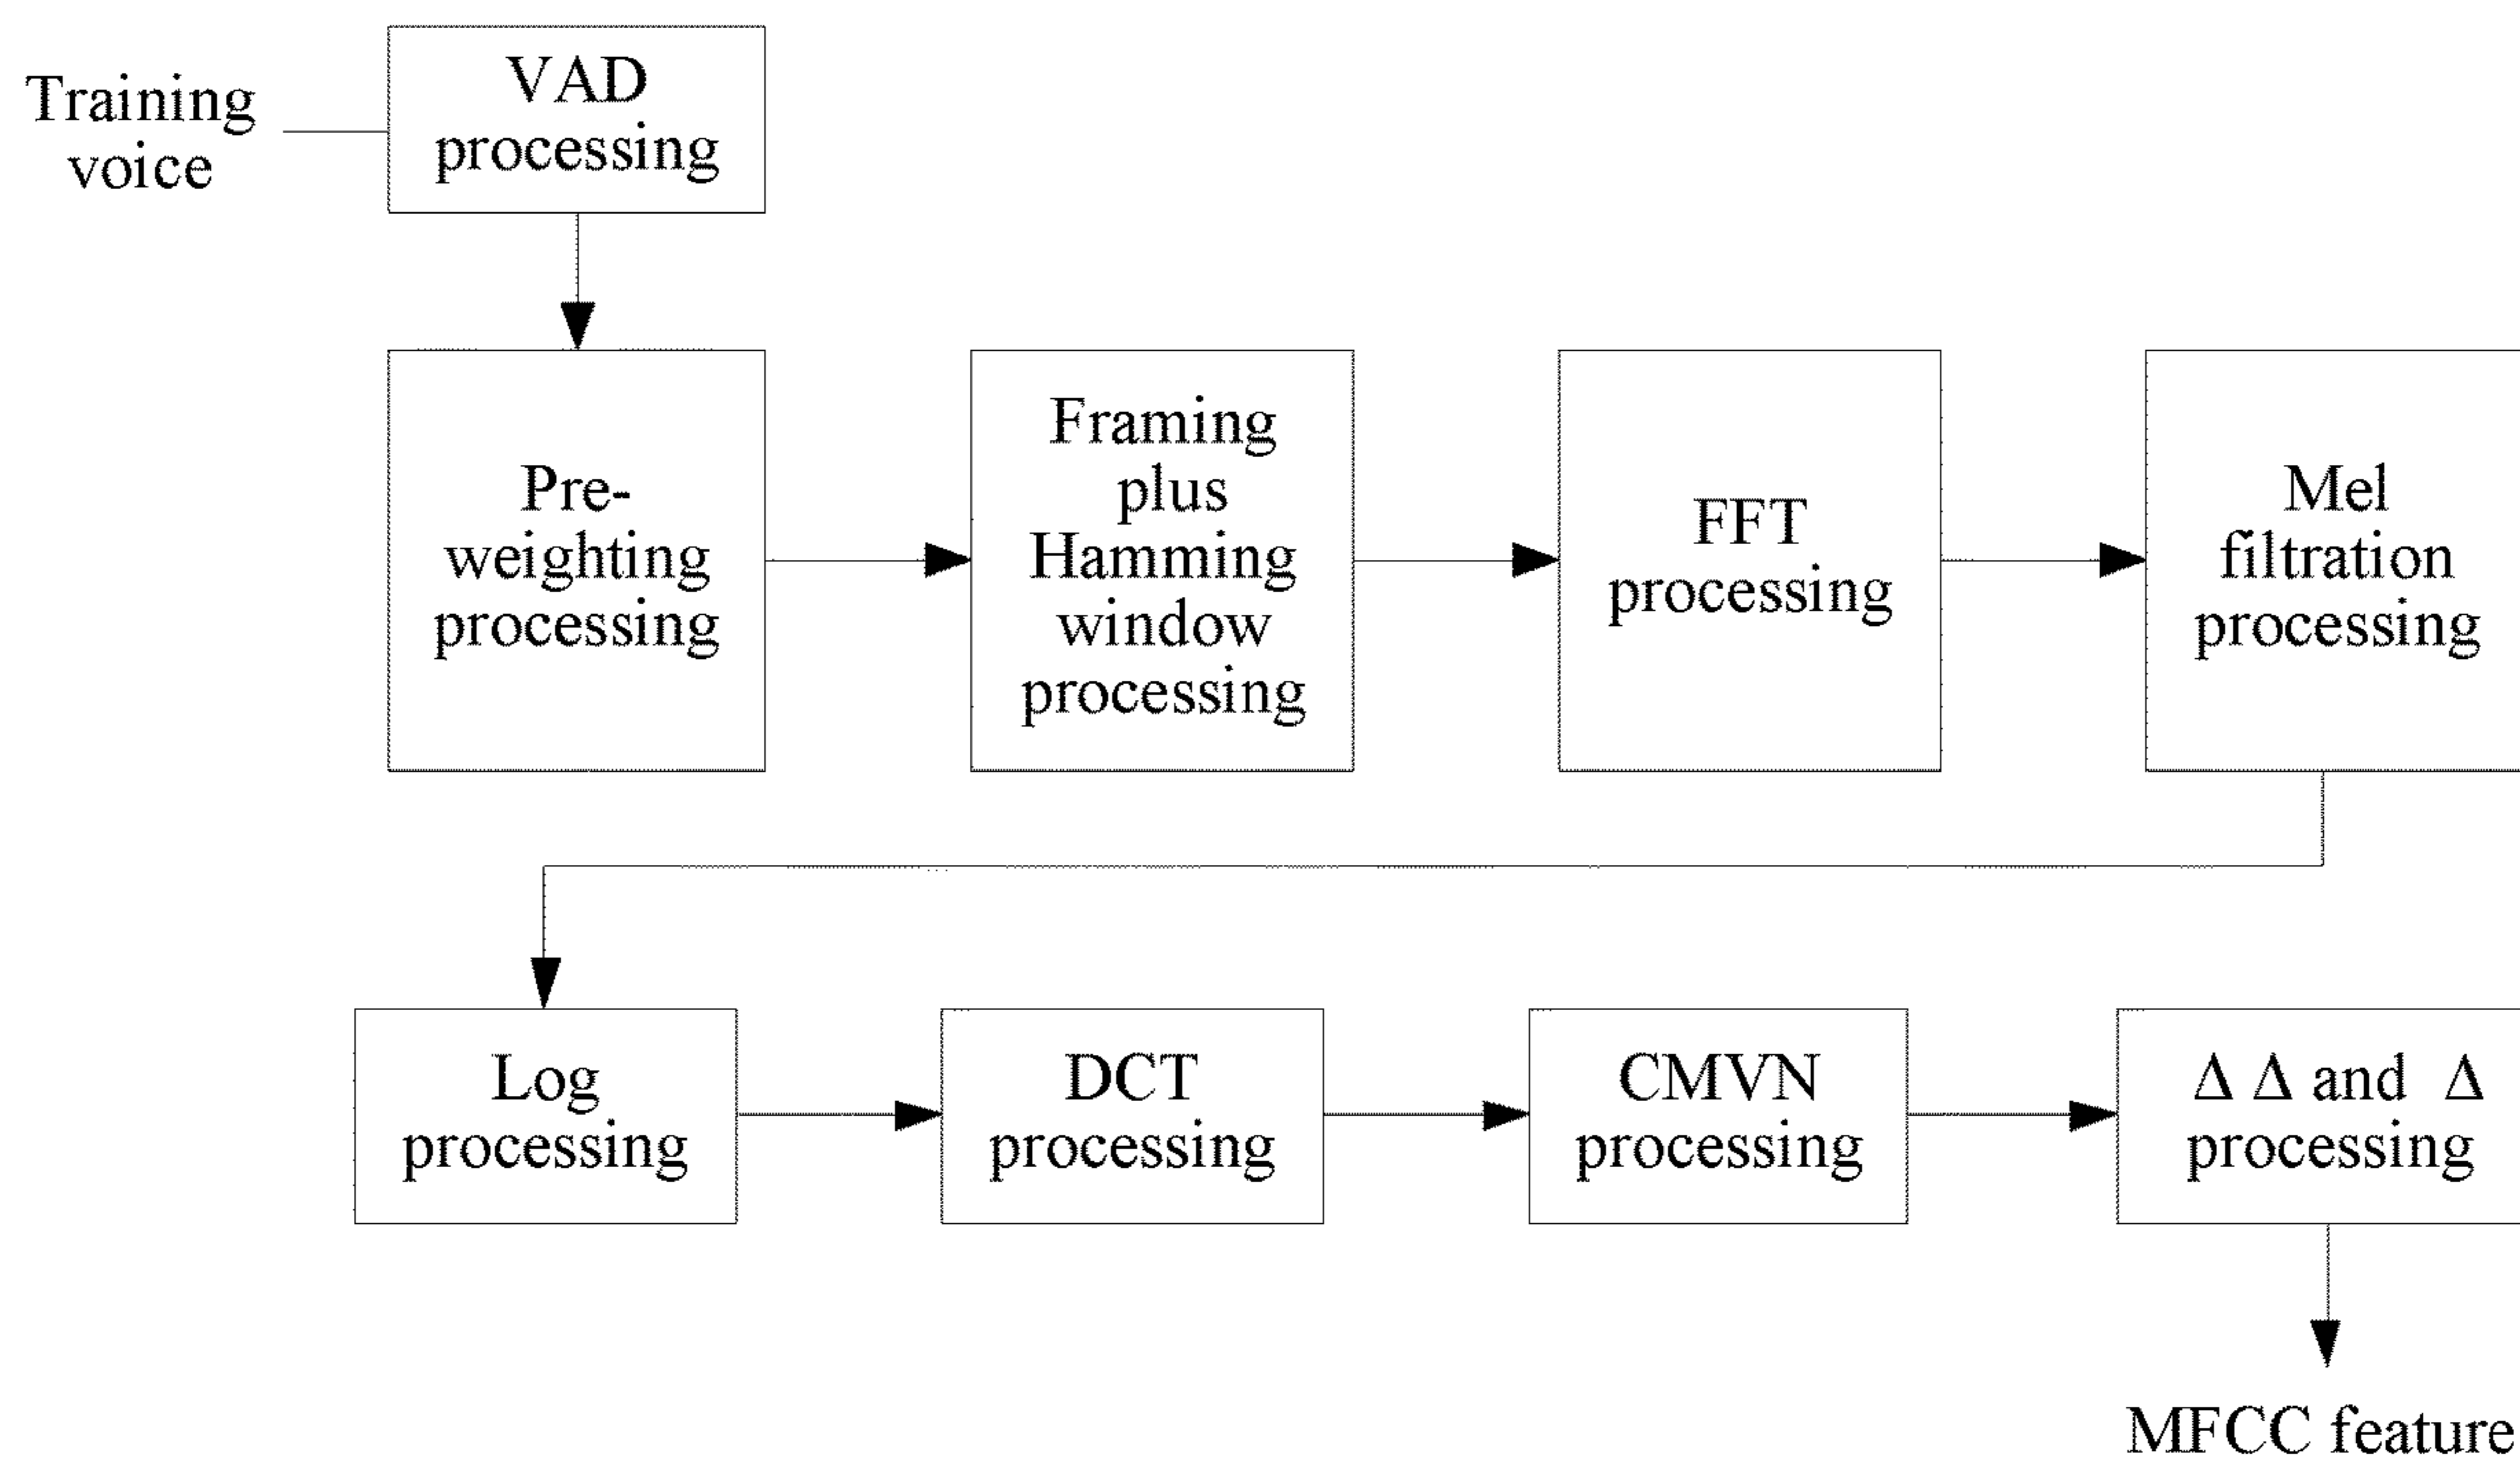 Training
voice
VAD
processing
Pre-
weighting
processing
Framing
plus
Hamming
window
processing
FFT
processing
Mel
filtration
processing
Log
processing
DCT
processing
CMVN
processing
Δ Δ and Δ
processing
MFCC feature